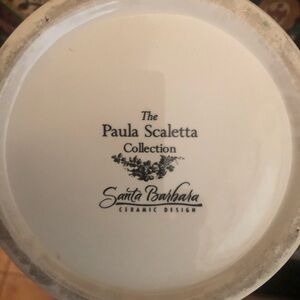 The
Paula Scaletta
Collection
Santa Barbara
CERAMIC DESIGN